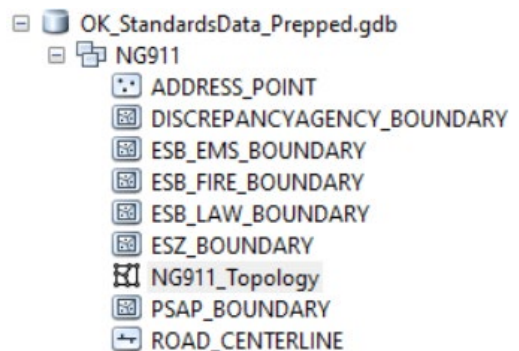 OK_StandardsData_Prepped.gdb
NG911
ADDRESS_POINT
DISCREPANCYAGENCY_BOUNDARY
ESB_EMS_BOUNDARY
ESB_FIRE_BOUNDARY
ESB_LAW_BOUNDARY
ESZ_BOUNDARY
NG911_Topology
PSAP_BOUNDARY
ROAD_CENTERLINE